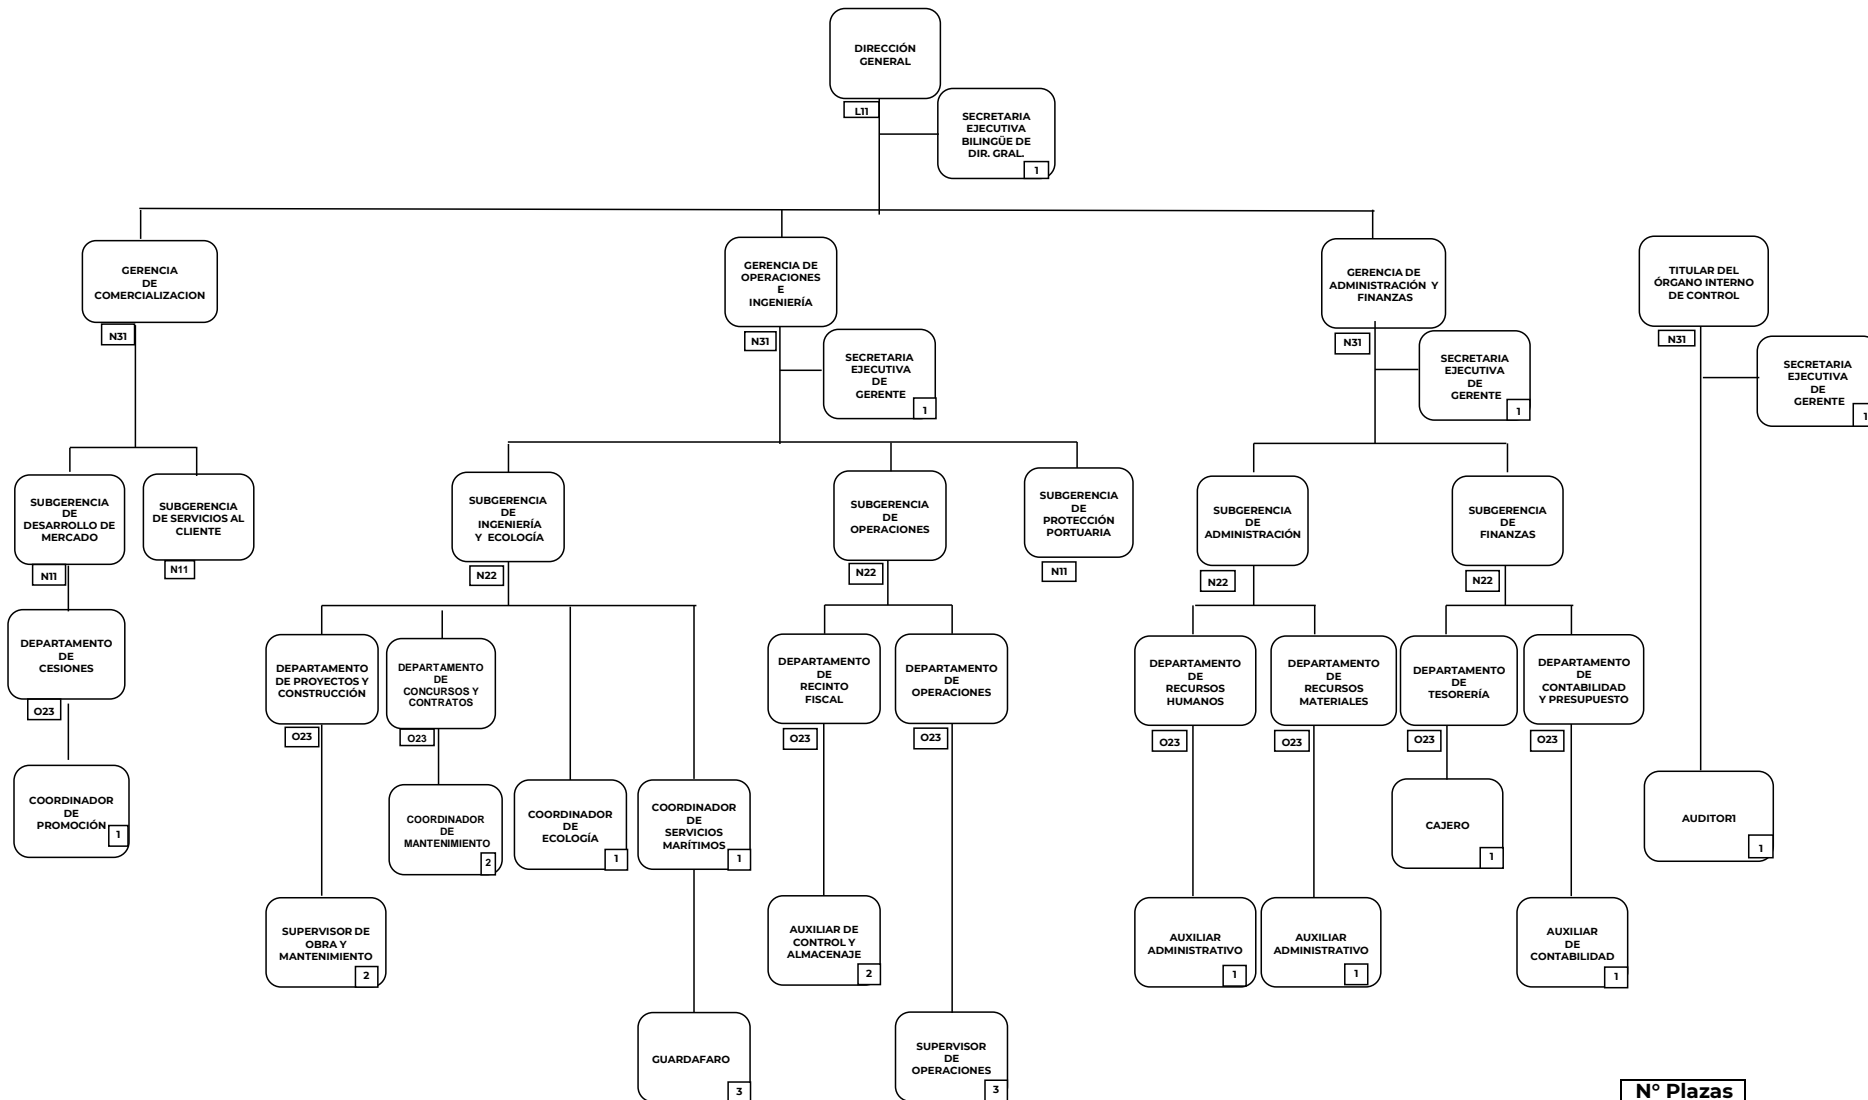 DIRECCIÓN
GENERAL
L11
SECRETARIA
EJECUTIVA
BILINGÜE DE
DIR. GRAL.
1
GERENCIA
DE
COMERCIALIZACION
N31
GERENCIA DE
OPERACIONES
E
INGENIERÍA
N31
SECRETARIA
EJECUTIVA
DE
GERENTE
1
GERENCIA DE
ADMINISTRACIÓN Y
FINANZAS
N31
SECRETARIA
EJECUTIVA
DE
GERENTE
1
TITULAR DEL
ÓRGANO INTERNO
DE CONTROL
N31
SECRETARIA
EJECUTIVA
DE
GERENTE
1
SUBGERENCIA
DE
DESARROLLO DE
MERCADO
N11
SUBGERENCIA
DE SERVICIOS AL
CLIENTE
N11
SUBGERENCIA
DE
INGENIERÍA
Y ECOLOGÍA
N22
SUBGERENCIA
DE
OPERACIONES
N22
SUBGERENCIA
DE
PROTECCIÓN
PORTUARIA
N11
SUBGERENCIA
DE
ADMINISTRACIÓN
N22
SUBGERENCIA
DE
FINANZAS
N22
DEPARTAMENTO
DE
CESIONES
O23
DEPARTAMENTO
DE PROYECTOS Y
CONSTRUCCIÓN
O23
DEPARTAMENTO
DE
CONCURSOS Y
CONTRATOS
O23
DEPARTAMENTO
DE
RECINTO
FISCAL
O23
DEPARTAMENTO
DE
OPERACIONES
O23
DEPARTAMENTO
DE
RECURSOS
HUMANOS
O23
DEPARTAMENTO
DE
RECURSOS
MATERIALES
O23
DEPARTAMENTO
DE
TESORERÍA
O23
DEPARTAMENTO
DE
CONTABILIDAD
Y PRESUPUESTO
O23
COORDINADOR
DE
PROMOCIÓN
1
COORDINADOR
DE
MANTENIMIENTO
2
COORDINADOR
DE
ECOLOGÍA
1
COORDINADOR
DE
SERVICIOS
MARÍTIMOS
1
CAJERO
1
AUDITOR1
1
SUPERVISOR DE
OBRA Y
MANTENIMIENTO
2
AUXILIAR DE
CONTROL Y
ALMACENAJE
2
AUXILIAR
ADMINISTRATIVO
1
AUXILIAR
ADMINISTRATIVO
1
AUXILIAR
DE
CONTABILIDAD
1
GUARDAFARO
3
SUPERVISOR
DE
OPERACIONES
3
N° Plazas